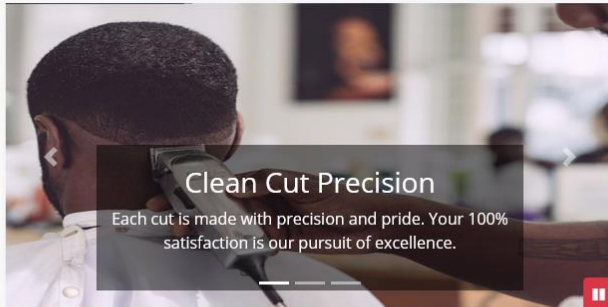 Clean Cut Precision
Each cut is made with precision and pride. Your 100%
satisfaction is our pursuit of excellence.